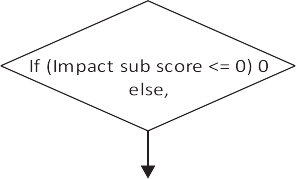 If (Impact sub score <= 0) 0
else,